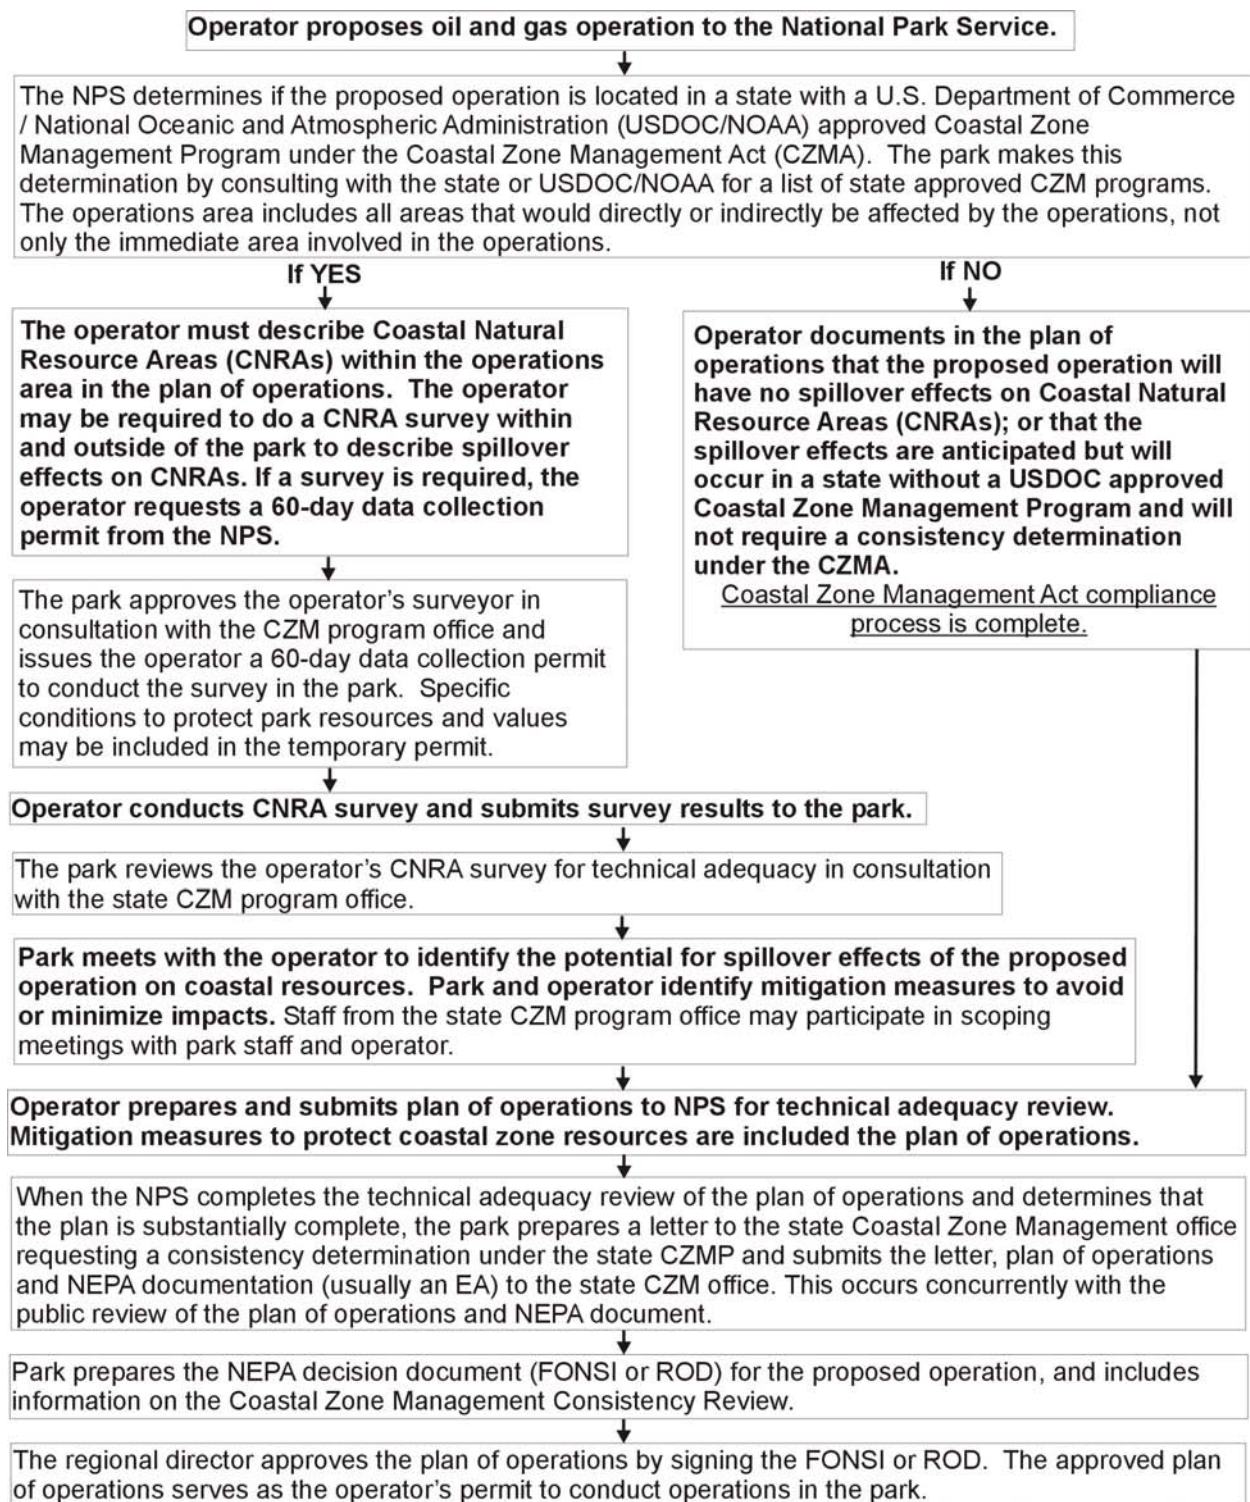 Operator proposes oil and gas operation to the National Park Service.
The NPS determines if the proposed operation is located in a state with a U.S. Department of Commerce
/ National Oceanic and Atmospheric Administration (USDOC/NOAA) approved Coastal Zone
Management Program under the Coastal Zone Management Act (CZMA).  The park makes this
determination by consulting with the state or USDOC/NOAA for a list of state approved CZM programs.
The operations area includes all areas that would directly or indirectly be affected by the operations, not
only the immediate area involved in the operations.
If YES
The operator must describe Coastal Natural
Resource Areas (CNRAs) within the operations
area in the plan of operations.  The operator
may be required to do a CNRA survey within
and outside of the park to describe spillover
effects on CNRAs. If a survey is required, the
operator requests a 60-day data collection
permit from the NPS.
The park approves the operator's surveyor in
consultation with the CZM program office and
issues the operator a 60-day data collection permit
to conduct the survey in the park.  Specific
conditions to protect park resources and values
may be included in the temporary permit.
If NO
Operator documents in the plan of
operations that the proposed operation will
have no spillover effects on Coastal Natural
Resource Areas (CNRAs); or that the
spillover effects are anticipated but will
occur in a state without a USDOC approved
Coastal Zone Management Program and will
not require a consistency determination
under the CZMA.
Coastal Zone Management Act compliance
process is complete.
Operator conducts CNRA survey and submits survey results to the park.
The park reviews the operator's CNRA survey for technical adequacy in consultation
with the state CZM program office.
Park meets with the operator to identify the potential for spillover effects of the proposed
operation on coastal resources.  Park and operator identify mitigation measures to avoid
or minimize impacts. Staff from the state CZM program office may participate in scoping
meetings with park staff and operator.
Operator prepares and submits plan of operations to NPS for technical adequacy review.
Mitigation measures to protect coastal zone resources are included the plan of operations.
When the NPS completes the technical adequacy review of the plan of operations and determines that
the plan is substantially complete, the park prepares a letter to the state Coastal Zone Management office
requesting a consistency determination under the state CZMP and submits the letter, plan of operations
and NEPA documentation (usually an EA) to the state CZM office. This occurs concurrently with the
public review of the plan of operations and NEPA document.
Park prepares the NEPA decision document (FONSI or ROD) for the proposed operation, and includes
information on the Coastal Zone Management Consistency Review.
The regional director approves the plan of operations by signing the FONSI or ROD.  The approved plan
of operations serves as the operator's permit to conduct operations in the park.